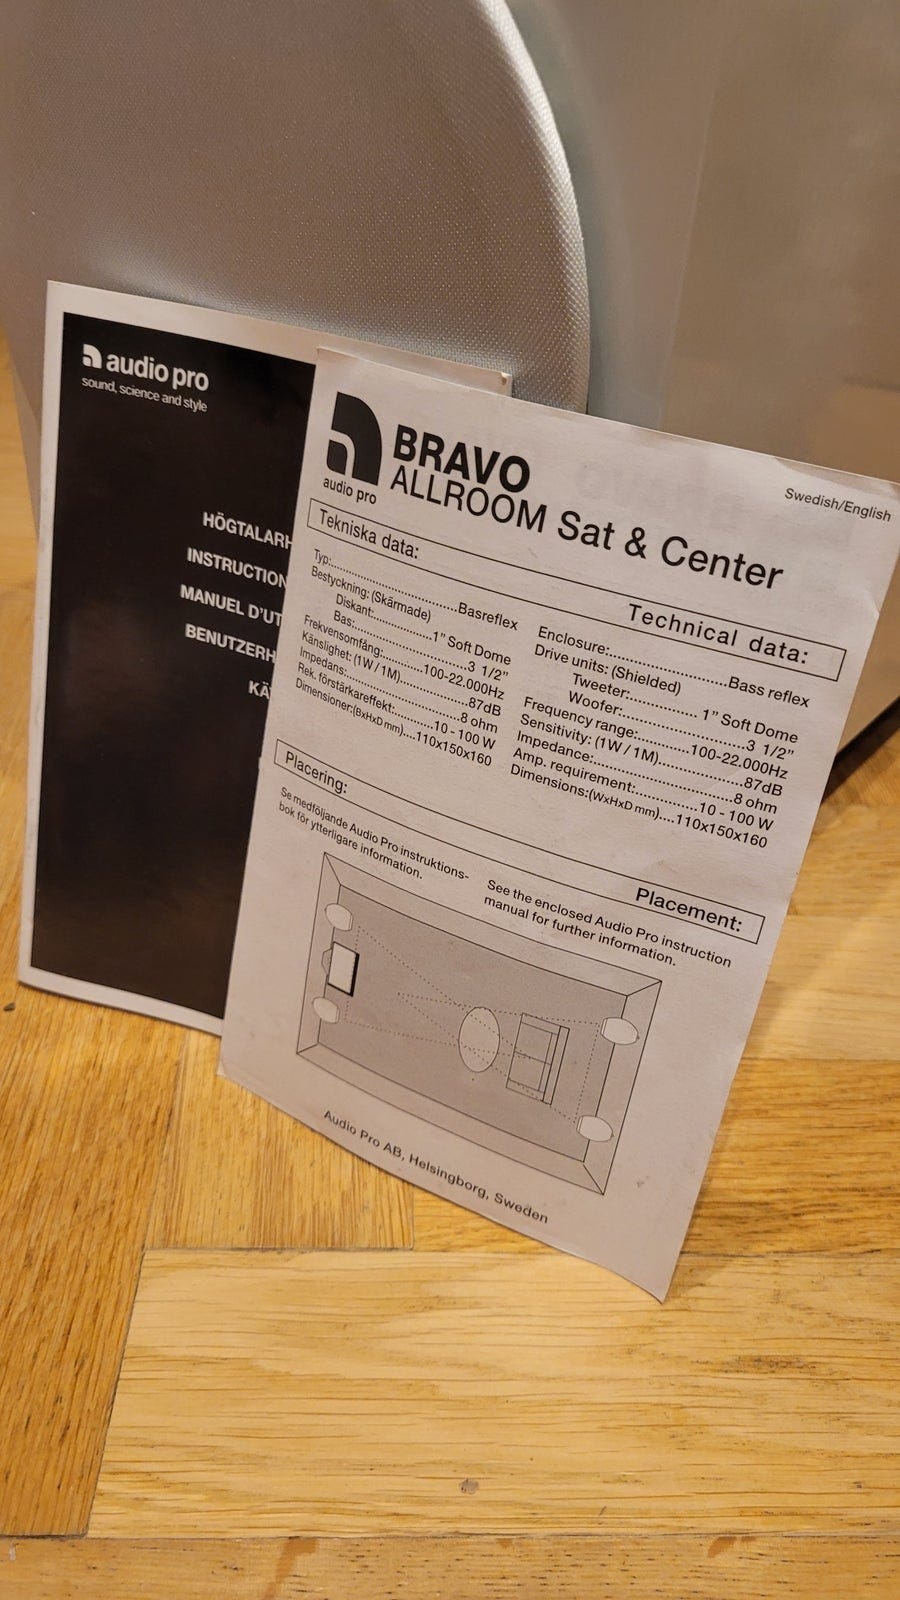 audio pro
sound, science and style
HÖGTALARH
INSTRUCTION
MANUEL D'UT
BENUTZERH
KÄ
audio pro
BRAVO
ALLROOM Sat & Center
Swedish/English
Tekniska data:
Typ:..............................Basreflex
Bestyckning: (Skärmade)
Diskant:..............1" Soft Dome
Bas:..........................3 1/2"
Frekvensomfång:..........100-22.000Hz
Känslighet: (1W / 1M)....................87dB
Impedans:....................................8 ohm
Rek. förstärkareffekt:..........10 - 100 W
Dimensioner:(BxHxD mm)....110x150x160
Technical data:
Enclosure:..............................Bass reflex
Drive units: (Shielded)
Tweeter:................. 1" Soft Dome
Woofer:...............................3 1/2"
Frequency range:.............100-22.000Hz
Sensitivity: (1W / 1M).........................87dB
Impedance:....................................8 ohm
Amp. requirement:................10 - 100 W
Dimensions:(WxHxD mm)....110x150x160
Placering:
Se medföljande Audio Pro instruktions-
bok för ytterligare information.
Placement:
See the enclosed Audio Pro instruction
manual for further information.
Audio Pro AB, Helsingborg, Sweden